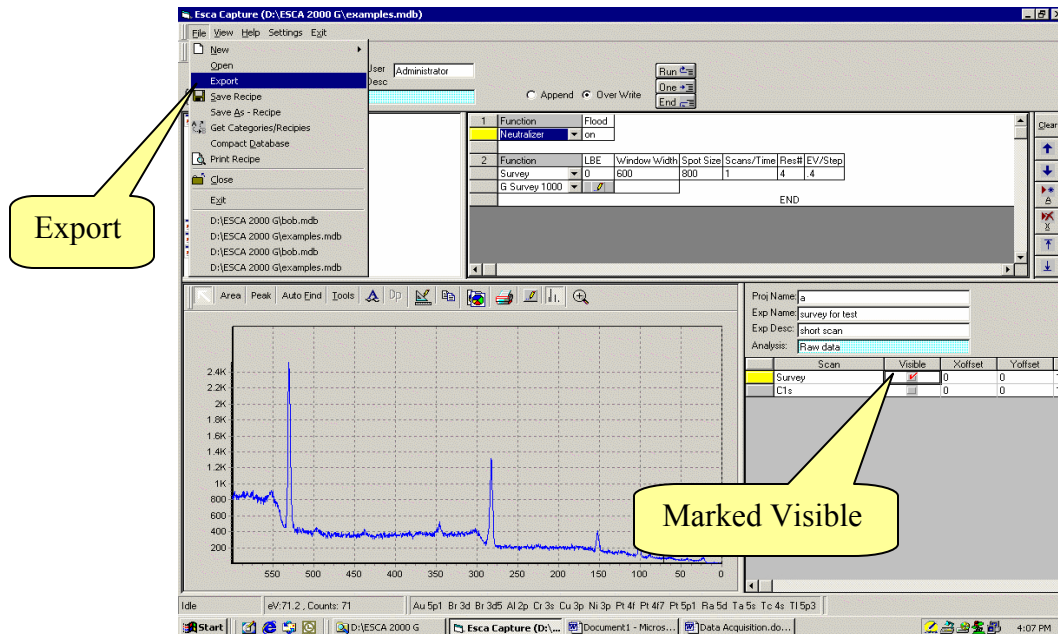 Esca Capture (D:\ESCA 2000 G\examples.mdb)
File View Help Settings Exit
New
Open
Export
Save Recipe
Save As - Recipe
Get Categories/Recipies
Compact Database
Print Recipe
Close
Exit
D:\ESCA 2000 G\bob.mdb
D:\ESCA 2000 G\examples.mdb
D:\ESCA 2000 G\bob.mdb
D:\ESCA 2000 G\examples.mdb
Export
User Administrator
Desc
Append Over Write
Run
One
End
1 Function Flood
Neutralizer on
2 Function LBE Window Width Spot Size Scans/Time Res# EV/Step
Survey 0 600 800 1 4 .4
G Survey 1000
END
Clear
Area Peak Auto Find Tools Dp
2.4K
2.2K
2K
1.8K
1.6K
1.4K
1.2K
1K
800
600
400
200
550 500 450 400 350 300 250 200 150 100 50 0
Proj Name: a
Exp Name: survey for test
Exp Desc: short scan
Analysis: Raw data
Scan Visible Xoffset Yoffset
Survey 0 0
C1s 0 0
Marked Visible
Idle eV:71.2 , Counts: 71 Au 5p1 Br 3d Br 3d5 Al 2p Cr 3s Cu 3p Ni 3p Pt 4f Pt 4f7 Pt 5p1 Ra 5d Ta 5s Tc 4s Tl 5p3
Start D:\ESCA 2000 G Esca Capture (D:\... Document1 - Micros... Data Acquisition.do... 4:07 PM